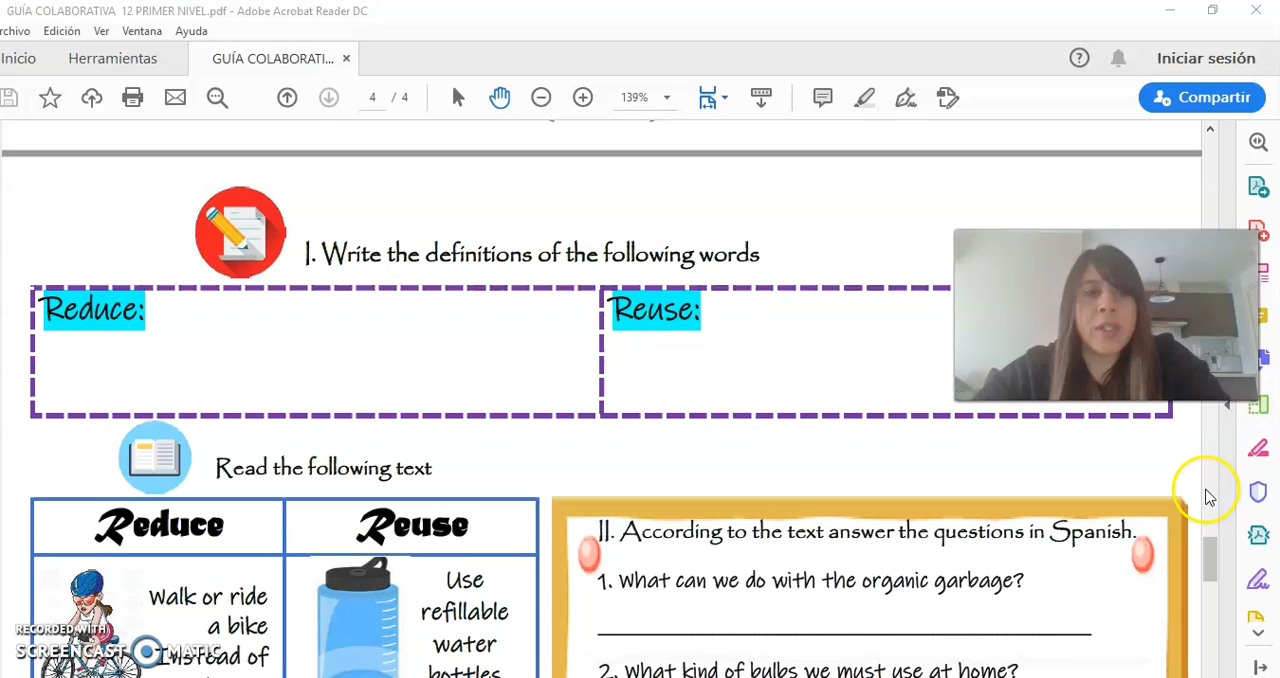 GUÍA COLABORATIVA 12 PRIMER NIVEL.pdf - Adobe Acrobat Reader DC
rchivo Edición Ver Ventana Ayuda
Inicio Herramientas GUÍA COLABORATI... × Iniciar sesión
4 / 4 139% Compartir
I. Write the definitions of the following words
Reduce: Reuse:
Read the following text
Reduce Reuse
Walk or ride
a bike
Instead of
Use
refillable
water
bottles
II. According to the text answer the questions in Spanish.
1. What can we do with the organic garbage?
2. What kind of bulbs we must use at home?
RECORDED WITH
SCREENCAST MATIC